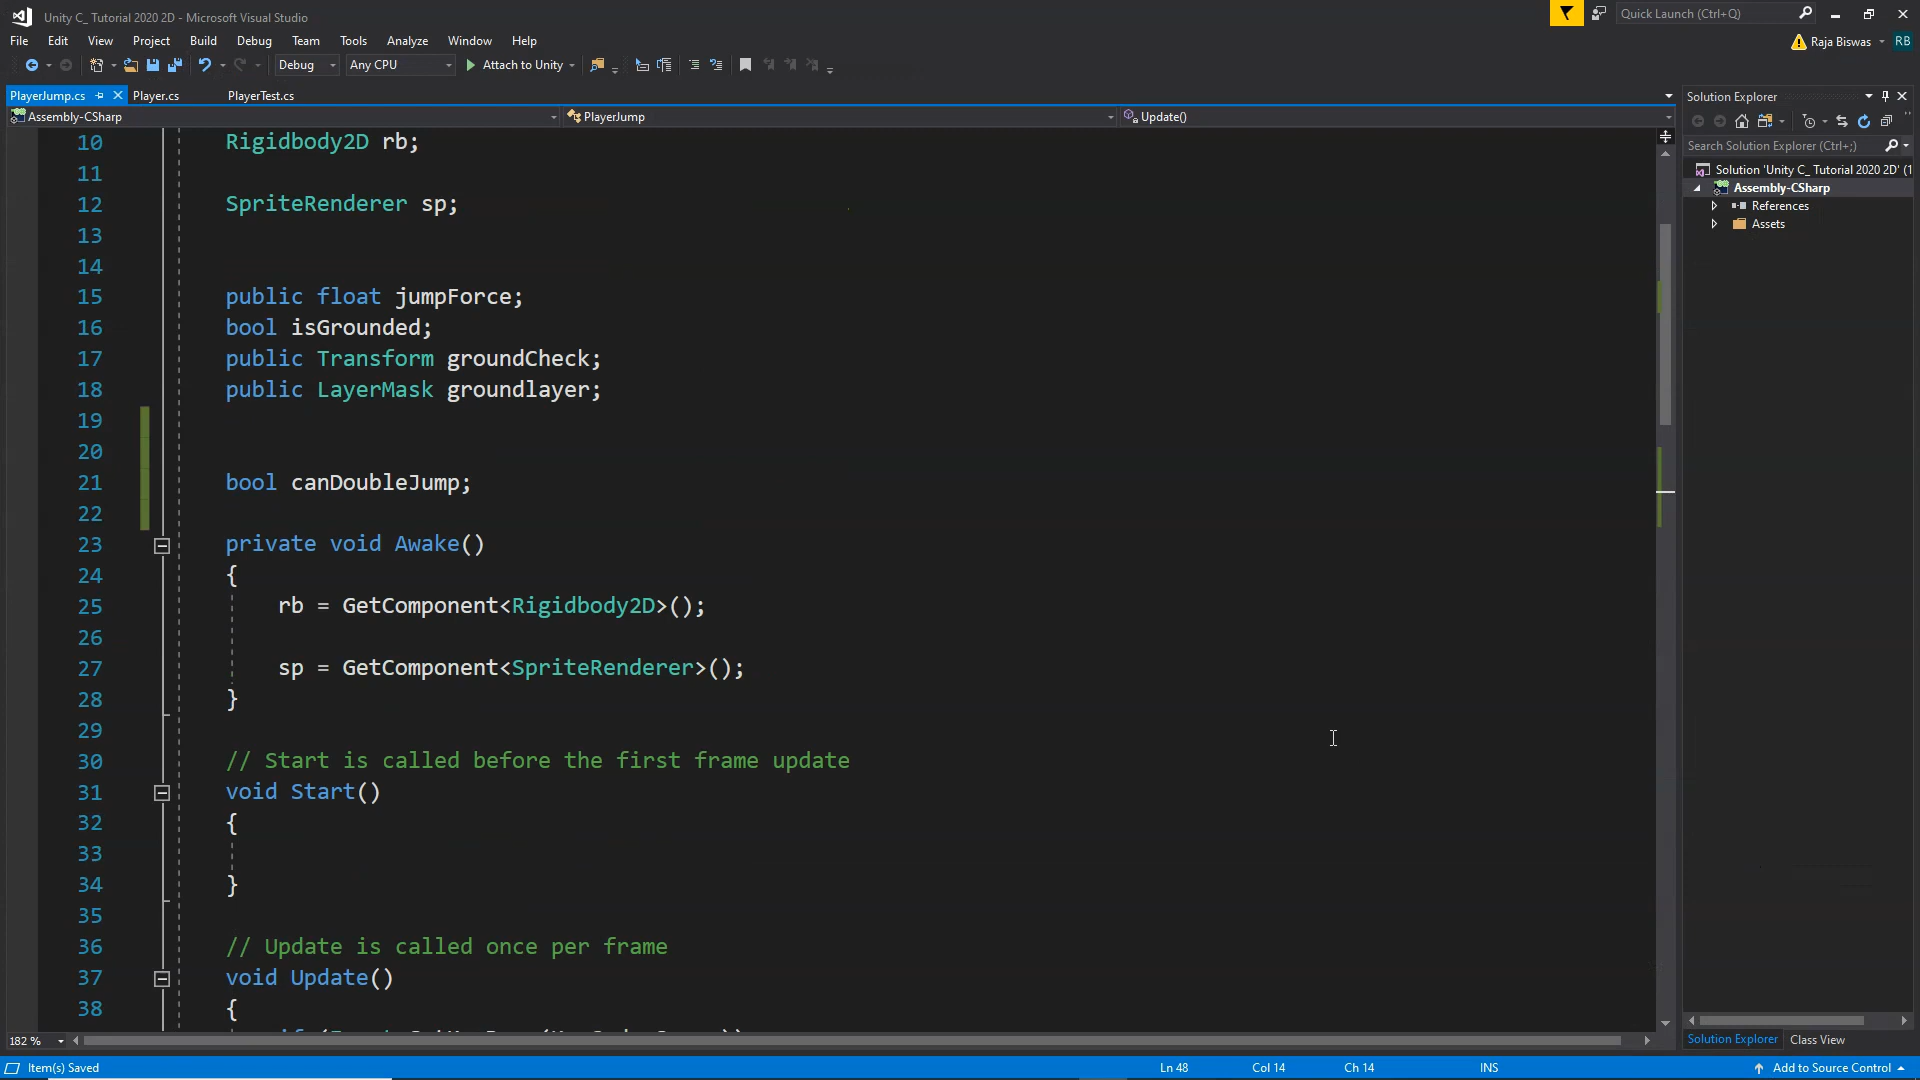 Unity C_ Tutorial 2020 2D - Microsoft Visual Studio
Quick Launch (Ctrl+Q)
File Edit View Project Build Debug Team Tools Analyze Window Help
Raja Biswas RB
Debug Any CPU Attach to Unity
PlayerJump.cs Player.cs PlayerTest.cs
Solution Explorer
Assembly-CSharp PlayerJump Update()
Search Solution Explorer (Ctrl+;)
Solution 'Unity C_ Tutorial 2020 2D' (1
Assembly-CSharp
References
Assets
10 Rigidbody2D rb;
11
12 SpriteRenderer sp;
13
14
15 public float jumpForce;
16 bool isGrounded;
17 public Transform groundCheck;
18 public LayerMask groundlayer;
19
20
21 bool canDoubleJump;
22
23 private void Awake()
24 {
25 rb = GetComponent<Rigidbody2D>();
26
27 sp = GetComponent<SpriteRenderer>();
28 }
29
30 // Start is called before the first frame update
31 void Start()
32 {
33
34 }
35
36 // Update is called once per frame
37 void Update()
38 {
182 %
Solution Explorer Class View
Item(s) Saved Ln 48 Col 14 Ch 14 INS Add to Source Control